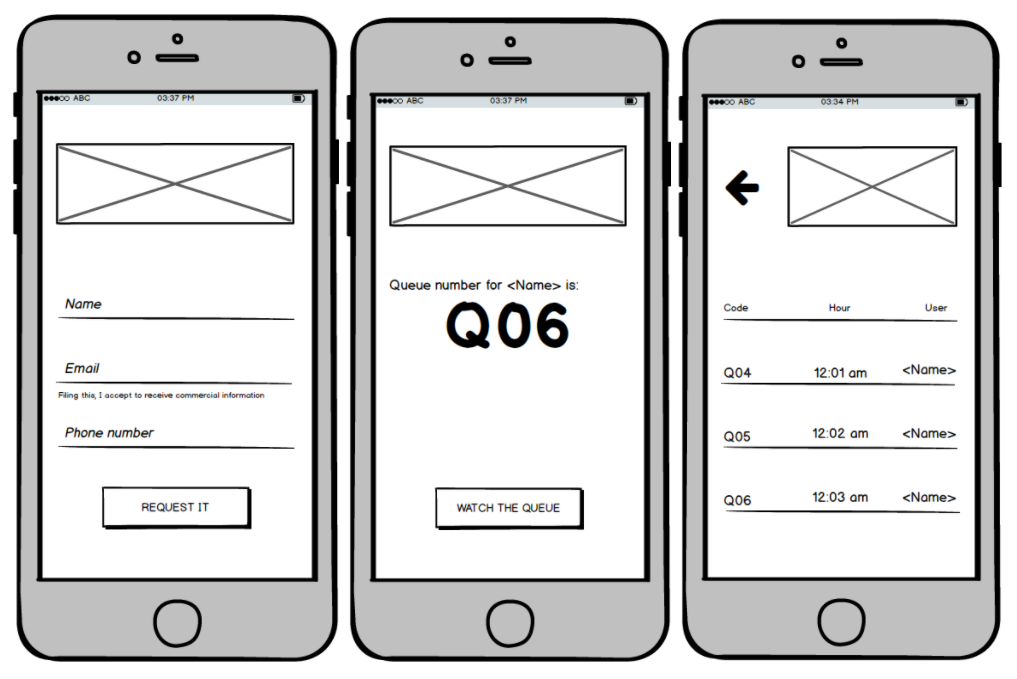 ABC 03:37 PM
Name
Email
Filing this, I accept to receive commercial information
Phone number
REQUEST IT
ABC 03:37 PM
Queue number for <Name> is:
Q06
WATCH THE QUEUE
ABC 03:34 PM
Code Hour User
Q04 12:01 am <Name>
Q05 12:02 am <Name>
Q06 12:03 am <Name>